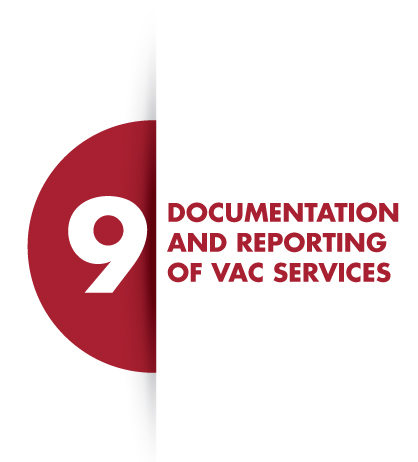 9
DOCUMENTATION
AND REPORTING
OF VAC SERVICES